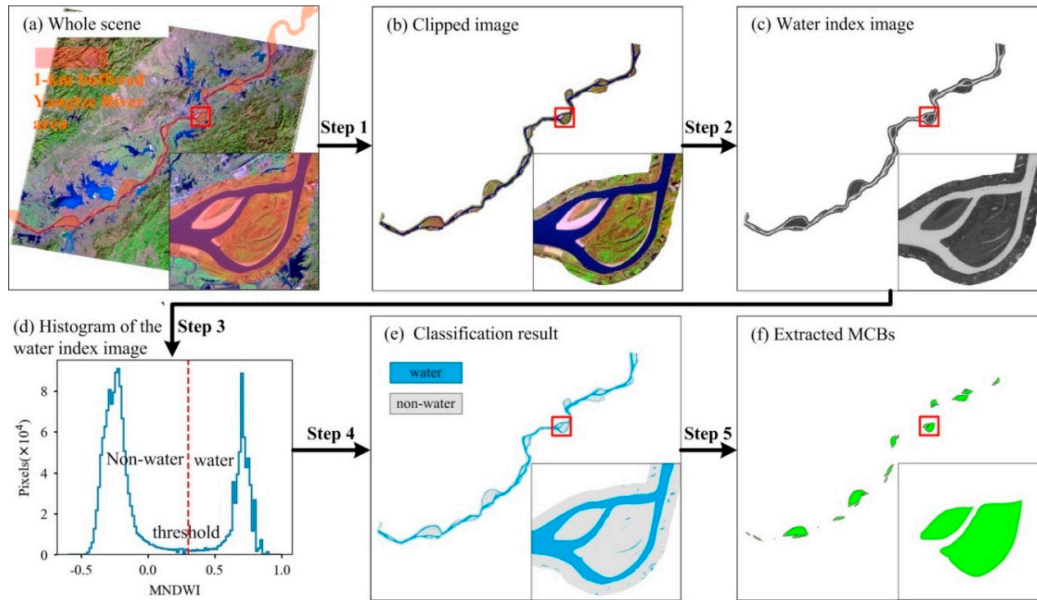 (a) Whole scene
1-km buffered
Yangtze River
area
Step 1
(b) Clipped image
Step 2
(c) Water index image
(d) Histogram of the
water index image
Step 3
Pixels(×10⁴)
8
6
4
2
0
Non-water
water
threshold
-0.5
0.0
0.5
1.0
MNDWI
Step 4
(e) Classification result
water
non-water
Step 5
(f) Extracted MCBs